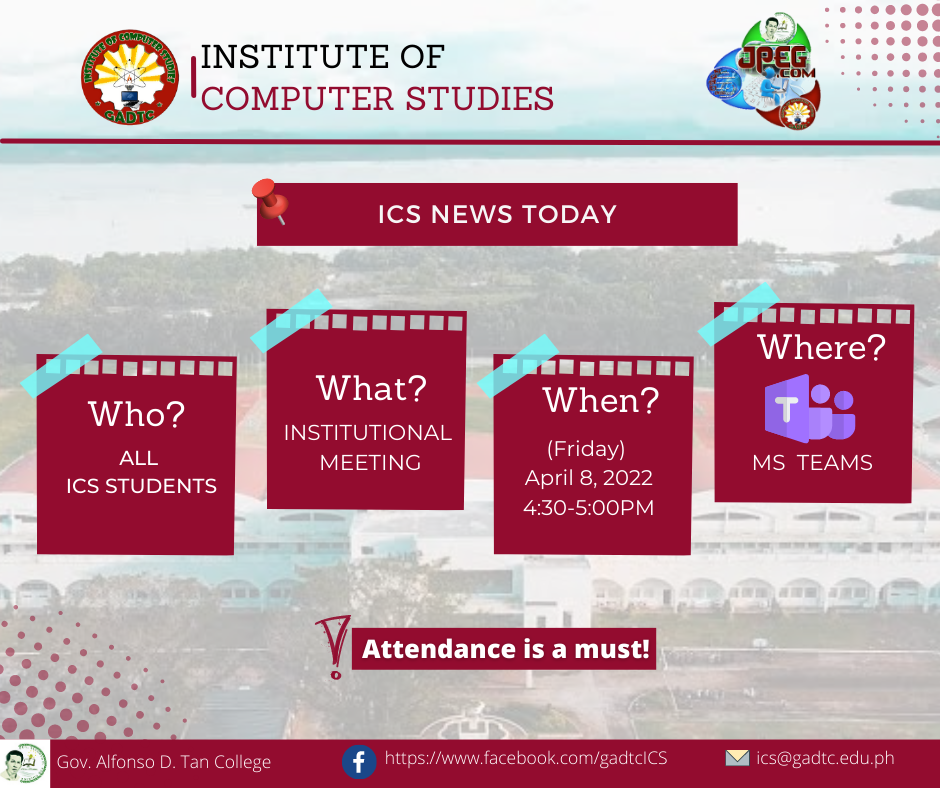 INSTITUTE OF COMPUTER STUDIES
GADTC
INSTITUTE OF
COMPUTER STUDIES
JPEG
.COM
ICS NEWS TODAY
Who?
ALL
ICS STUDENTS
What?
INSTITUTIONAL
MEETING
When?
(Friday)
April 8, 2022
4:30-5:00PM
Where?
T
MS TEAMS
Attendance is a must!
Gov. Alfonso D. Tan College
https://www.facebook.com/gadtcICS
ics@gadtc.edu.ph